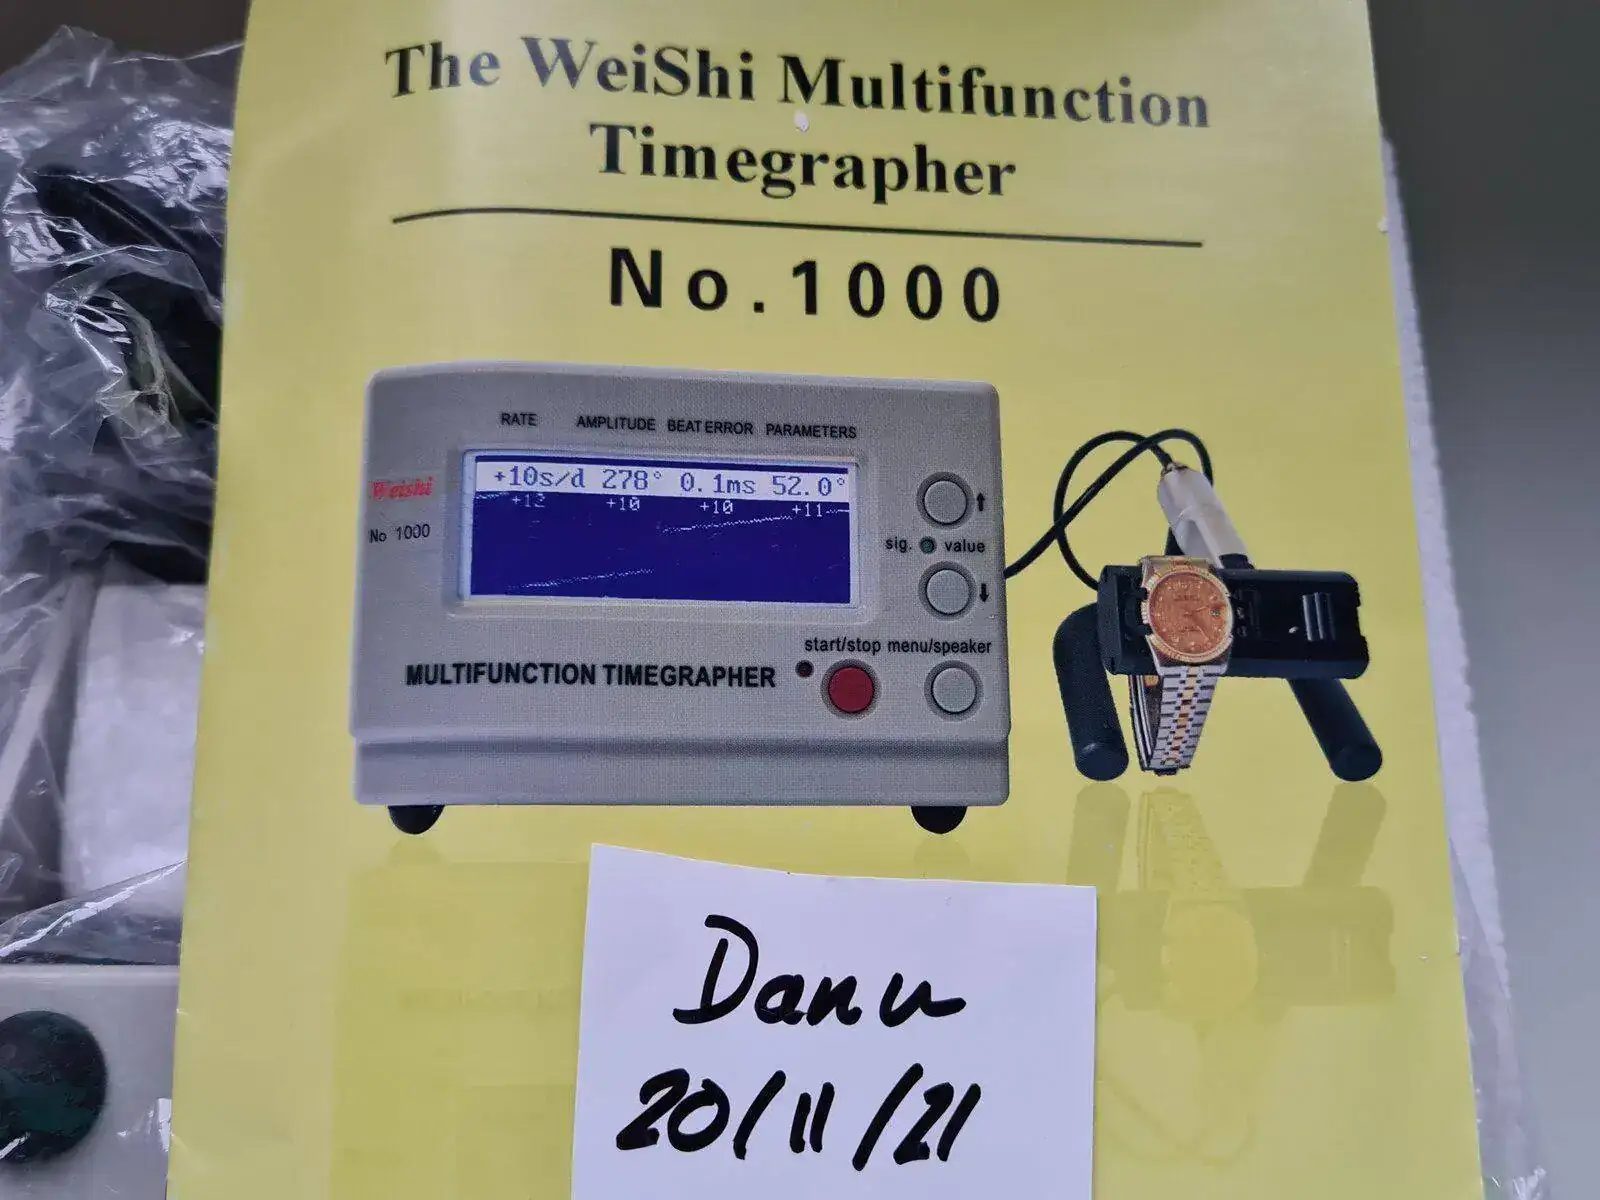 The WeiShi Multifunction
Timegrapher
No.1000
RATE AMPLITUDE BEAT ERROR PARAMETERS
+10s/d 278° 0.1ms 52.0°
+12 +10 +10 +11
Weishi
No 1000
↑
sig. value
↓
start/stop menu/speaker
MULTIFUNCTION TIMEGRAPHER
Danu
20/11/21